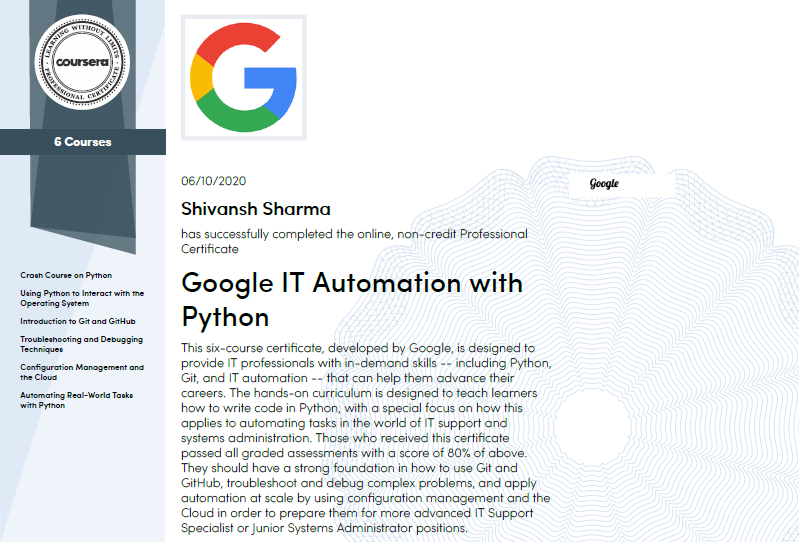 LEARNING WITHOUT LIMITS
coursera
PROFESSIONAL CERTIFICATE
6 Courses
Crash Course on Python
Using Python to Interact with the
Operating System
Introduction to Git and GitHub
Troubleshooting and Debugging
Techniques
Configuration Management and
the Cloud
Automating Real-World Tasks
with Python
G
06/10/2020
Shivansh Sharma
has successfully completed the online, non-credit Professional
Certificate
Google IT Automation with
Python
This six-course certificate, developed by Google, is designed to
provide IT professionals with in-demand skills -- including Python,
Git, and IT automation -- that can help them advance their
careers. The hands-on curriculum is designed to teach learners
how to write code in Python, with a special focus on how this
applies to automating tasks in the world of IT support and
systems administration. Those who received this certificate
passed all graded assessments with a score of 80% of above.
They should have a strong foundation in how to use Git and
GitHub, troubleshoot and debug complex problems, and apply
automation at scale by using configuration management and the
Cloud in order to prepare them for more advanced IT Support
Specialist or Junior Systems Administrator positions.
Google